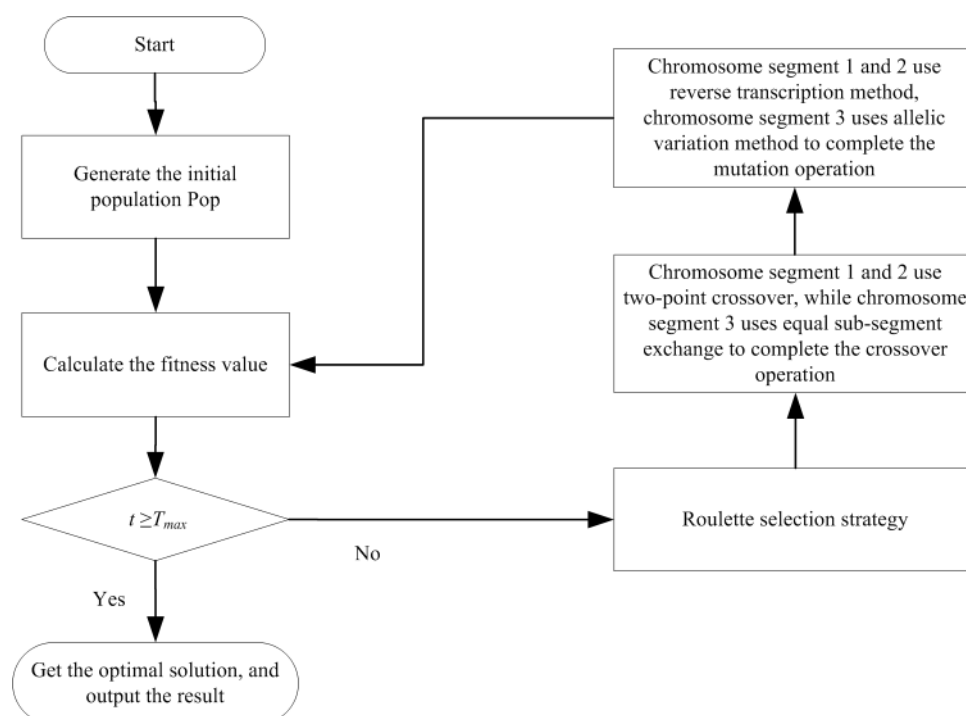 Start
Generate the initial
population Pop
Calculate the fitness value
t ≥Tmax
No
Yes
Get the optimal solution, and
output the result
Chromosome segment 1 and 2 use
reverse transcription method,
chromosome segment 3 uses allelic
variation method to complete the
mutation operation
Chromosome segment 1 and 2 use
two-point crossover, while chromosome
segment 3 uses equal sub-segment
exchange to complete the crossover
operation
Roulette selection strategy